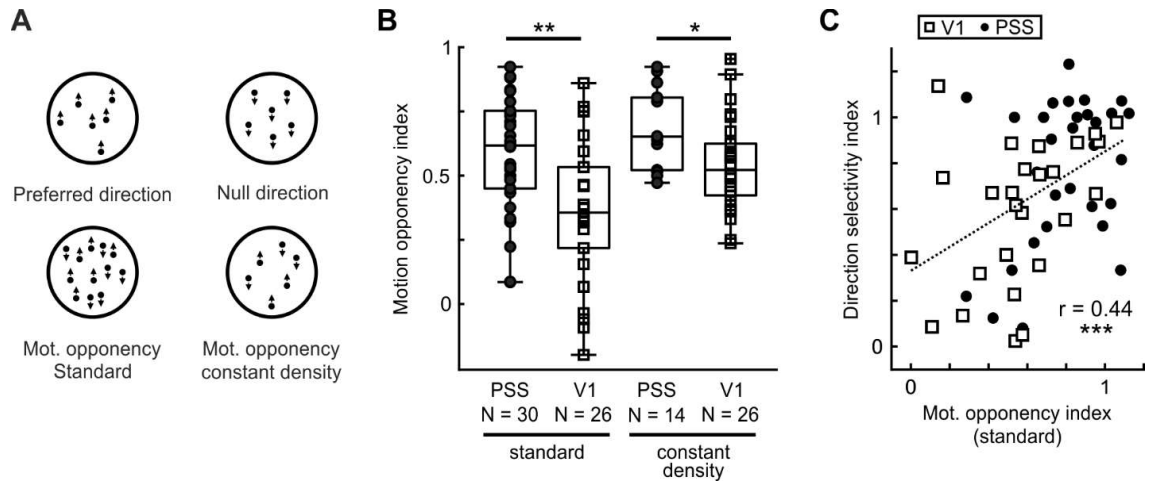 A
Preferred direction
Null direction
Mot. opponency
Standard
Mot. opponency
constant density
B
**
*
Motion opponency index
1
0.5
0
PSS
N = 30
V1
N = 26
PSS
N = 14
V1
N = 26
standard
constant
density
C
V1
PSS
Direction selectivity index
1
0
r = 0.44
***
0
1
Mot. opponency index
(standard)